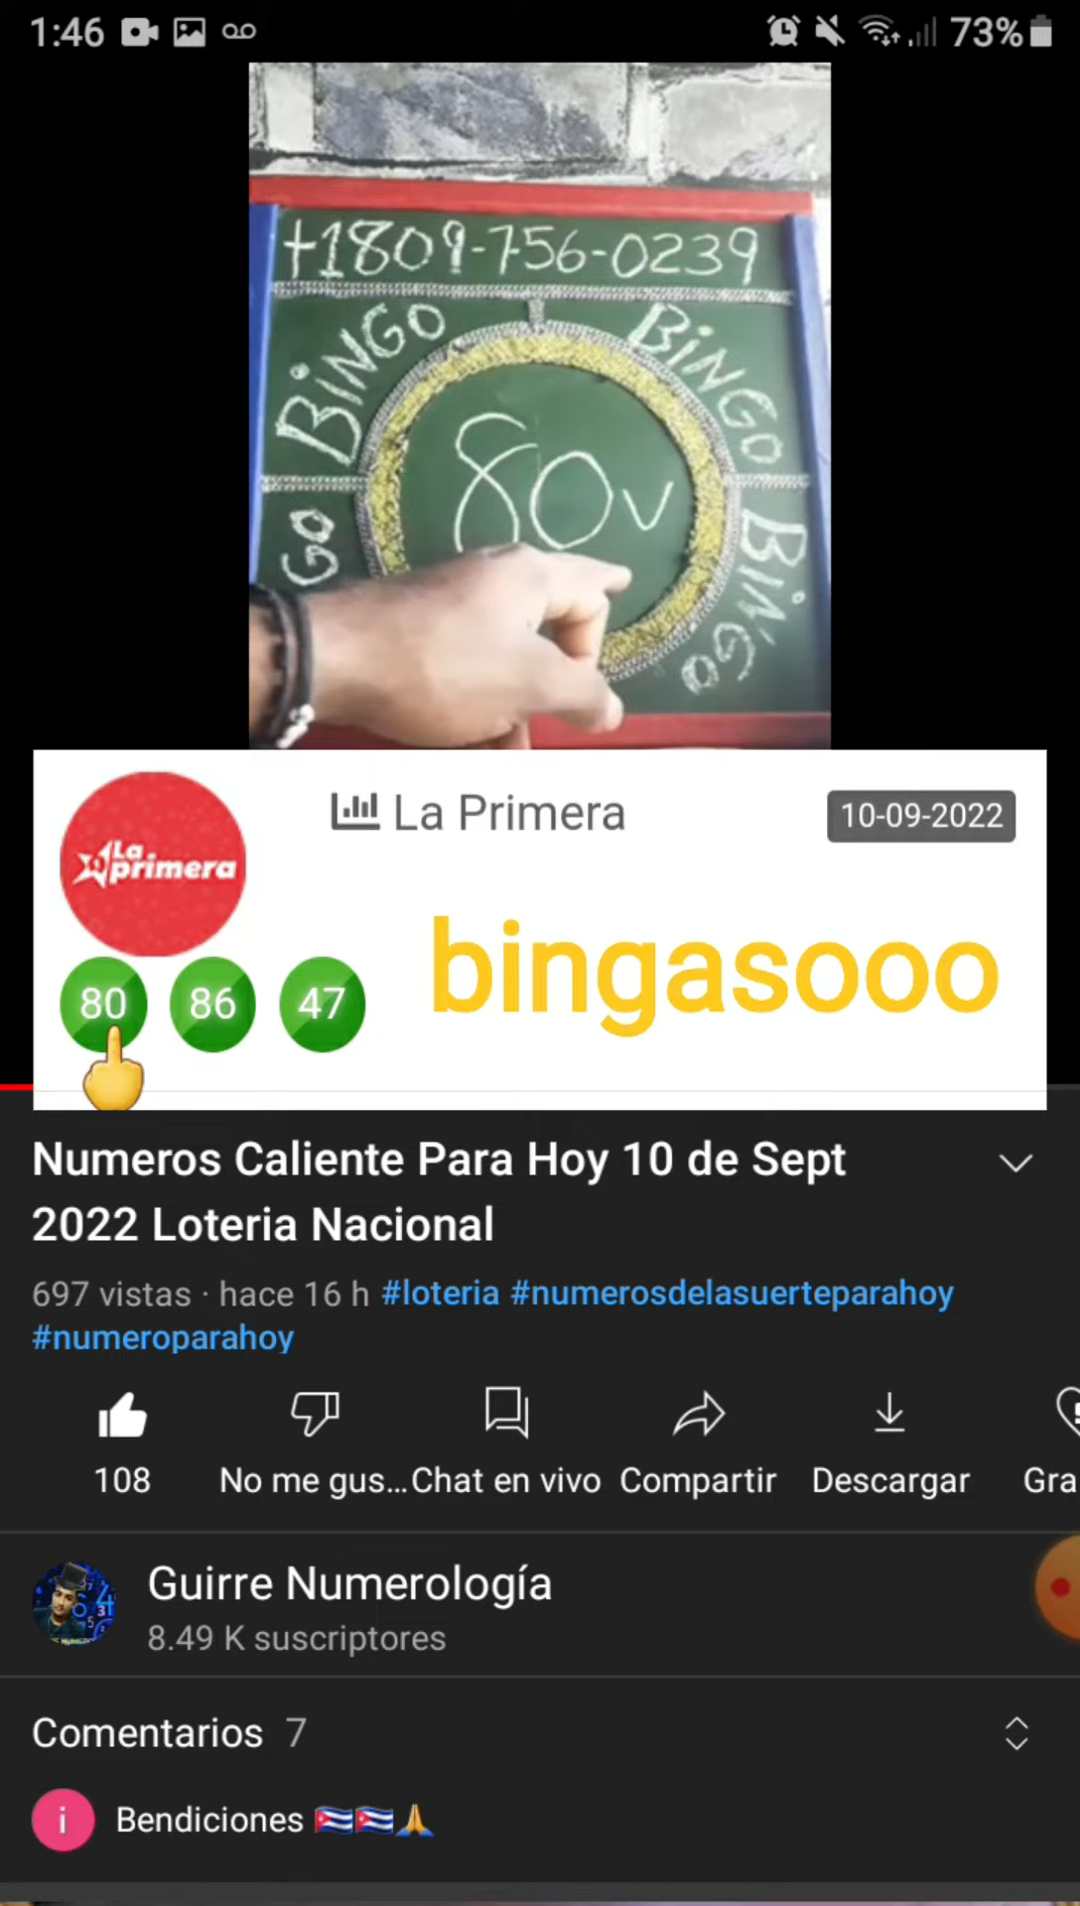 1:46
73%
+1809-756-0239
BiNGO
BiNGO
80v
GO
BiNGO
La Primera
10-09-2022
La
primera
bingasooo
80 86 47
Numeros Caliente Para Hoy 10 de Sept
2022 Loteria Nacional
697 vistas · hace 16 h #loteria #numerosdelasuerteparahoy
#numeroparahoy
108 No me gus... Chat en vivo Compartir Descargar Gra
Guirre Numerología
8.49 K suscriptores
Comentarios 7
i Bendiciones 🇨🇺🇨🇺🙏